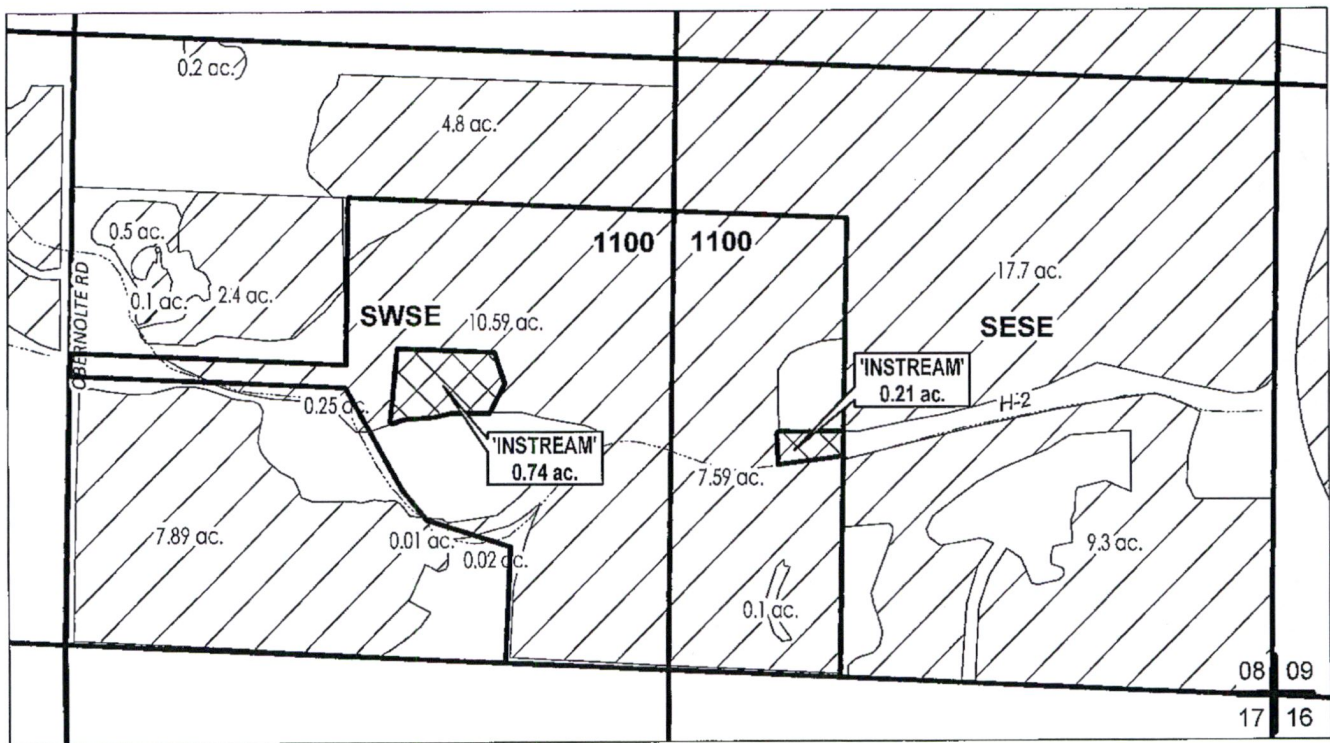 0.2 ac.
4.8 ac.
0.5 ac.
0.1 ac.
2.4 ac.
OBERNOLTE RD
1100
1100
SWSE
10.59 ac.
17.7 ac.
SESE
0.25 ac.
'INSTREAM'
0.74 ac.
'INSTREAM'
0.21 ac.
H-2
7.59 ac.
7.89 ac.
0.01 ac.
0.02 ac.
0.1 ac.
9.3 ac.
08 09
17 16